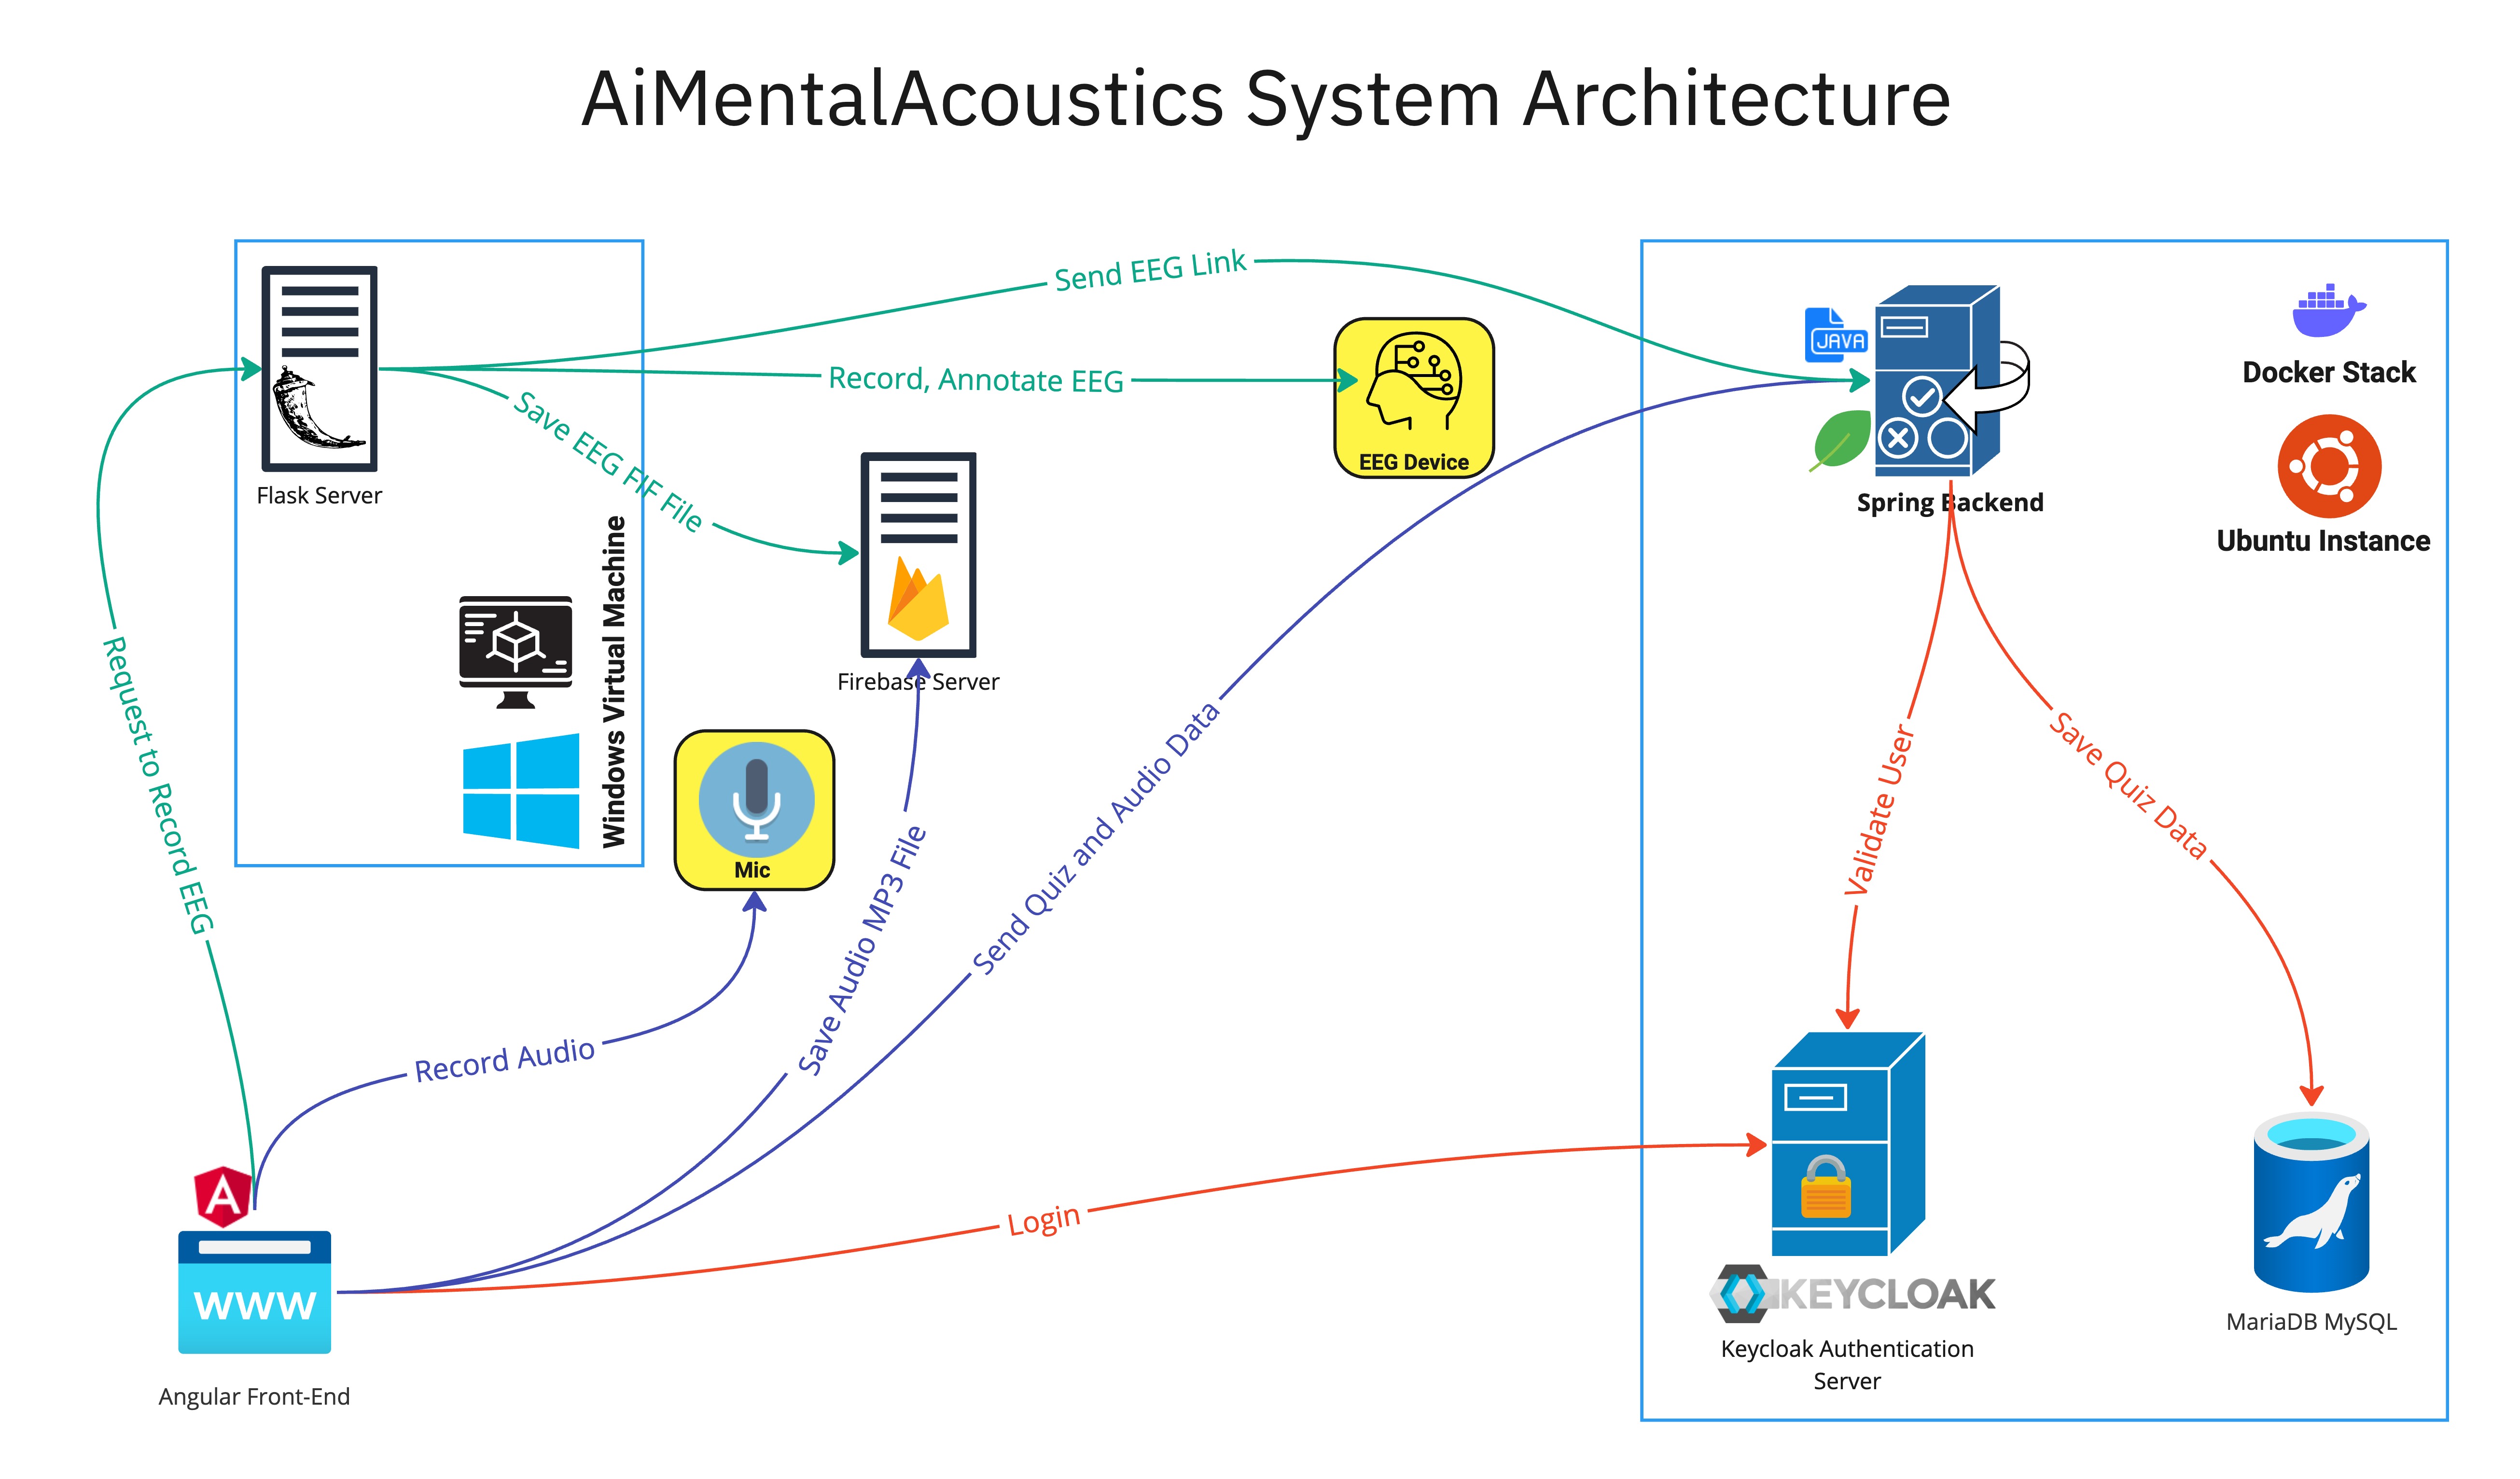 AiMentalAcoustics System Architecture
Send EEG Link
Record, Annotate EEG
Save EEG FIF File
Request to Record EEG
Flask Server
Windows Virtual Machine
EEG Device
Firebase Server
Mic
Record Audio
Save Audio MP3 File
Send Quiz and Audio Data
Login
WWW
Angular Front-End
JAVA
Spring Backend
Docker Stack
Ubuntu Instance
Validate User
Save Quiz Data
KEYCLOAK
Keycloak Authentication
Server
MariaDB MySQL